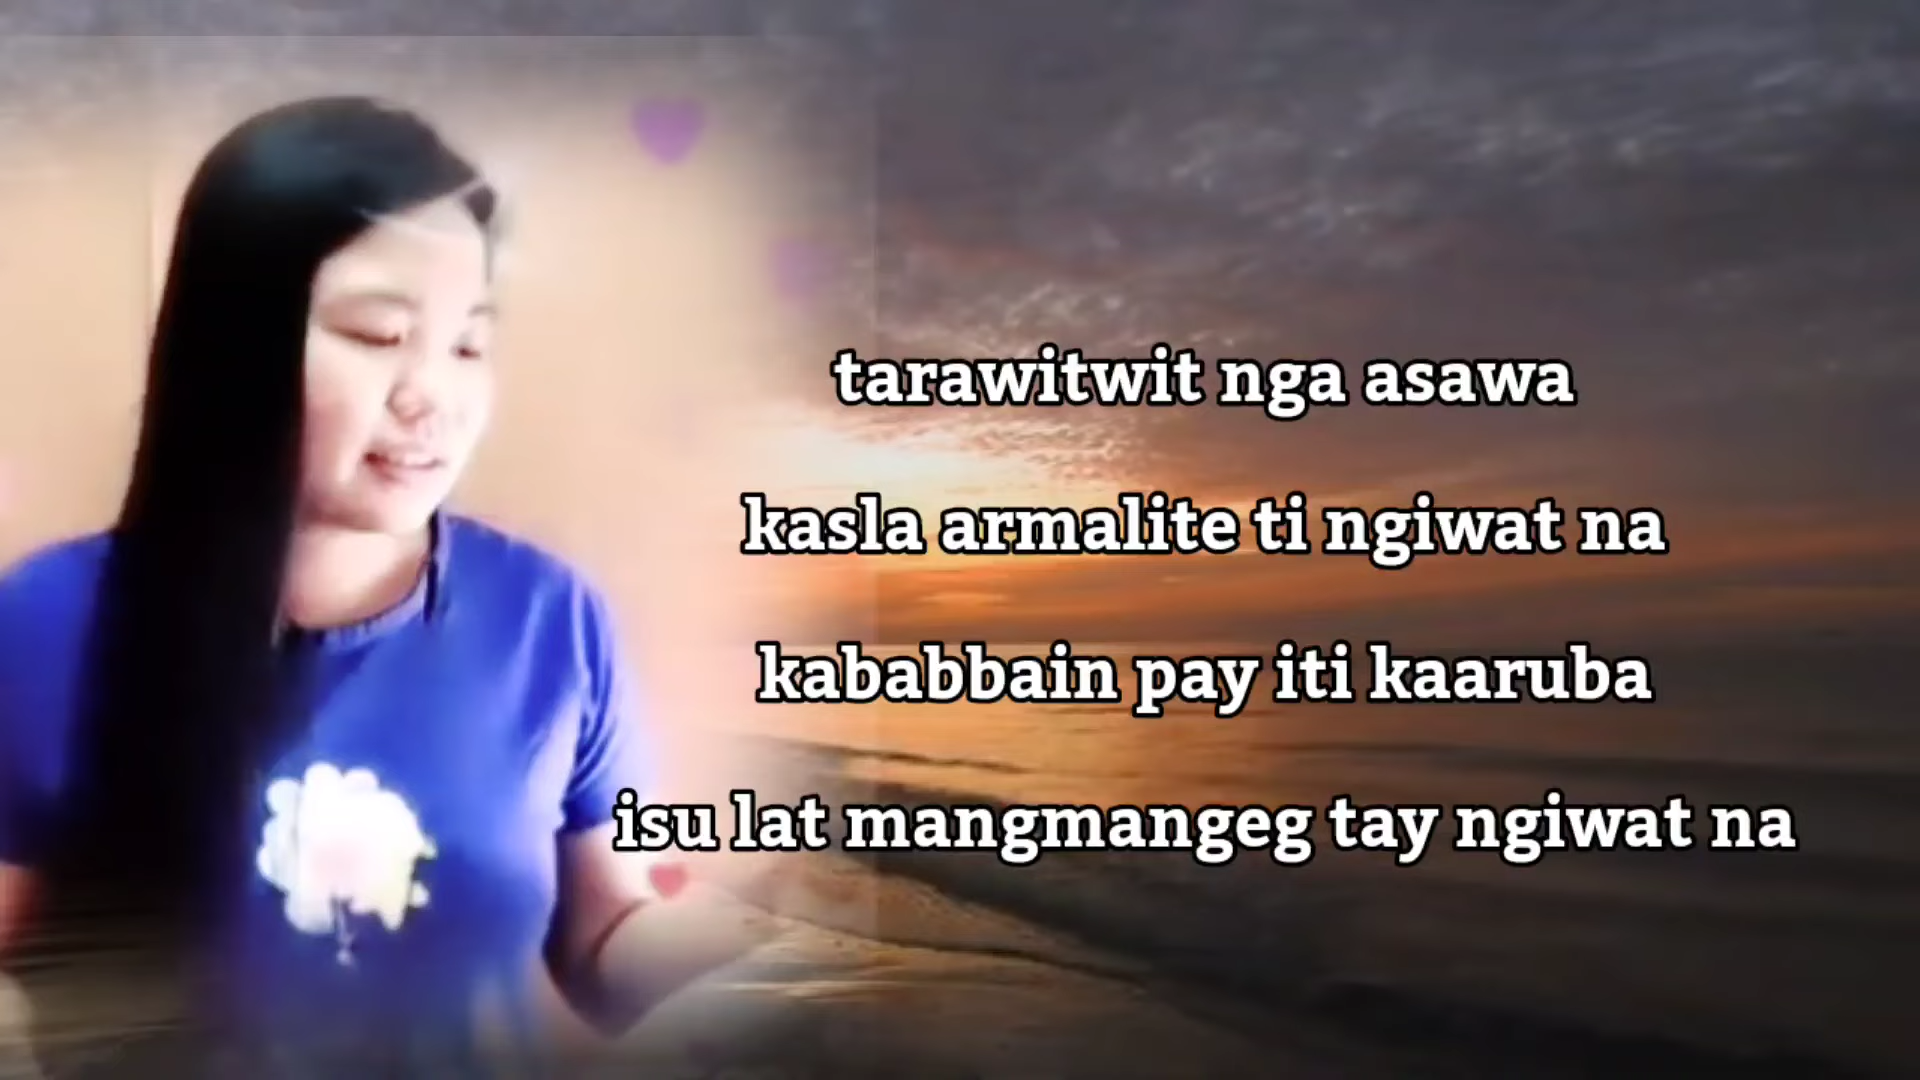 tarawitwit nga asawa
kasla armalite ti ngiwat na
kababbain pay iti kaaruba
isu lat mangmangeg tay ngiwat na